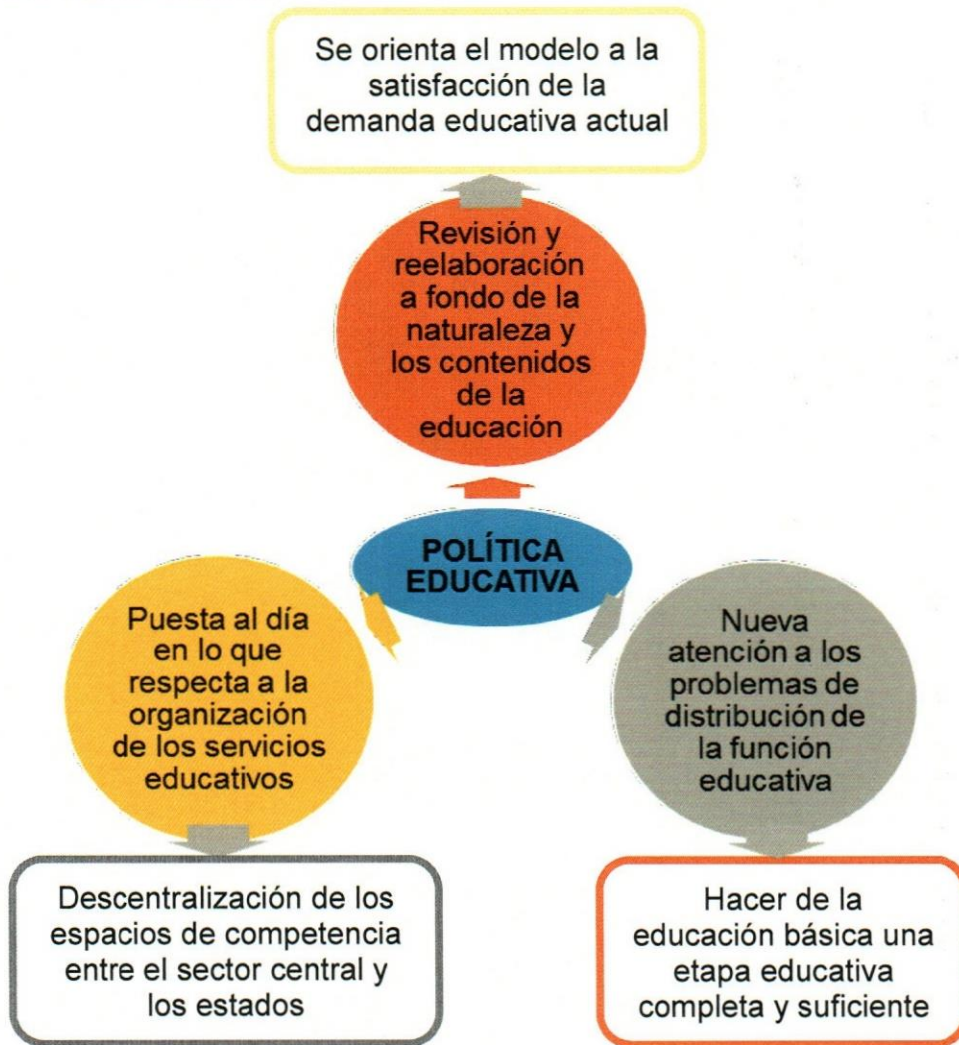 Se orienta el modelo a la
satisfacción de la
demanda educativa actual
Revisión y
reelaboración
a fondo de la
naturaleza y
los contenidos
de la
educación
POLÍTICA
EDUCATIVA
Puesta al día
en lo que
respecta a la
organización
de los servicios
educativos
Nueva
atención a los
problemas de
distribución de
la función
educativa
Descentralización de los
espacios de competencia
entre el sector central y
los estados
Hacer de la
educación básica una
etapa educativa
completa y suficiente